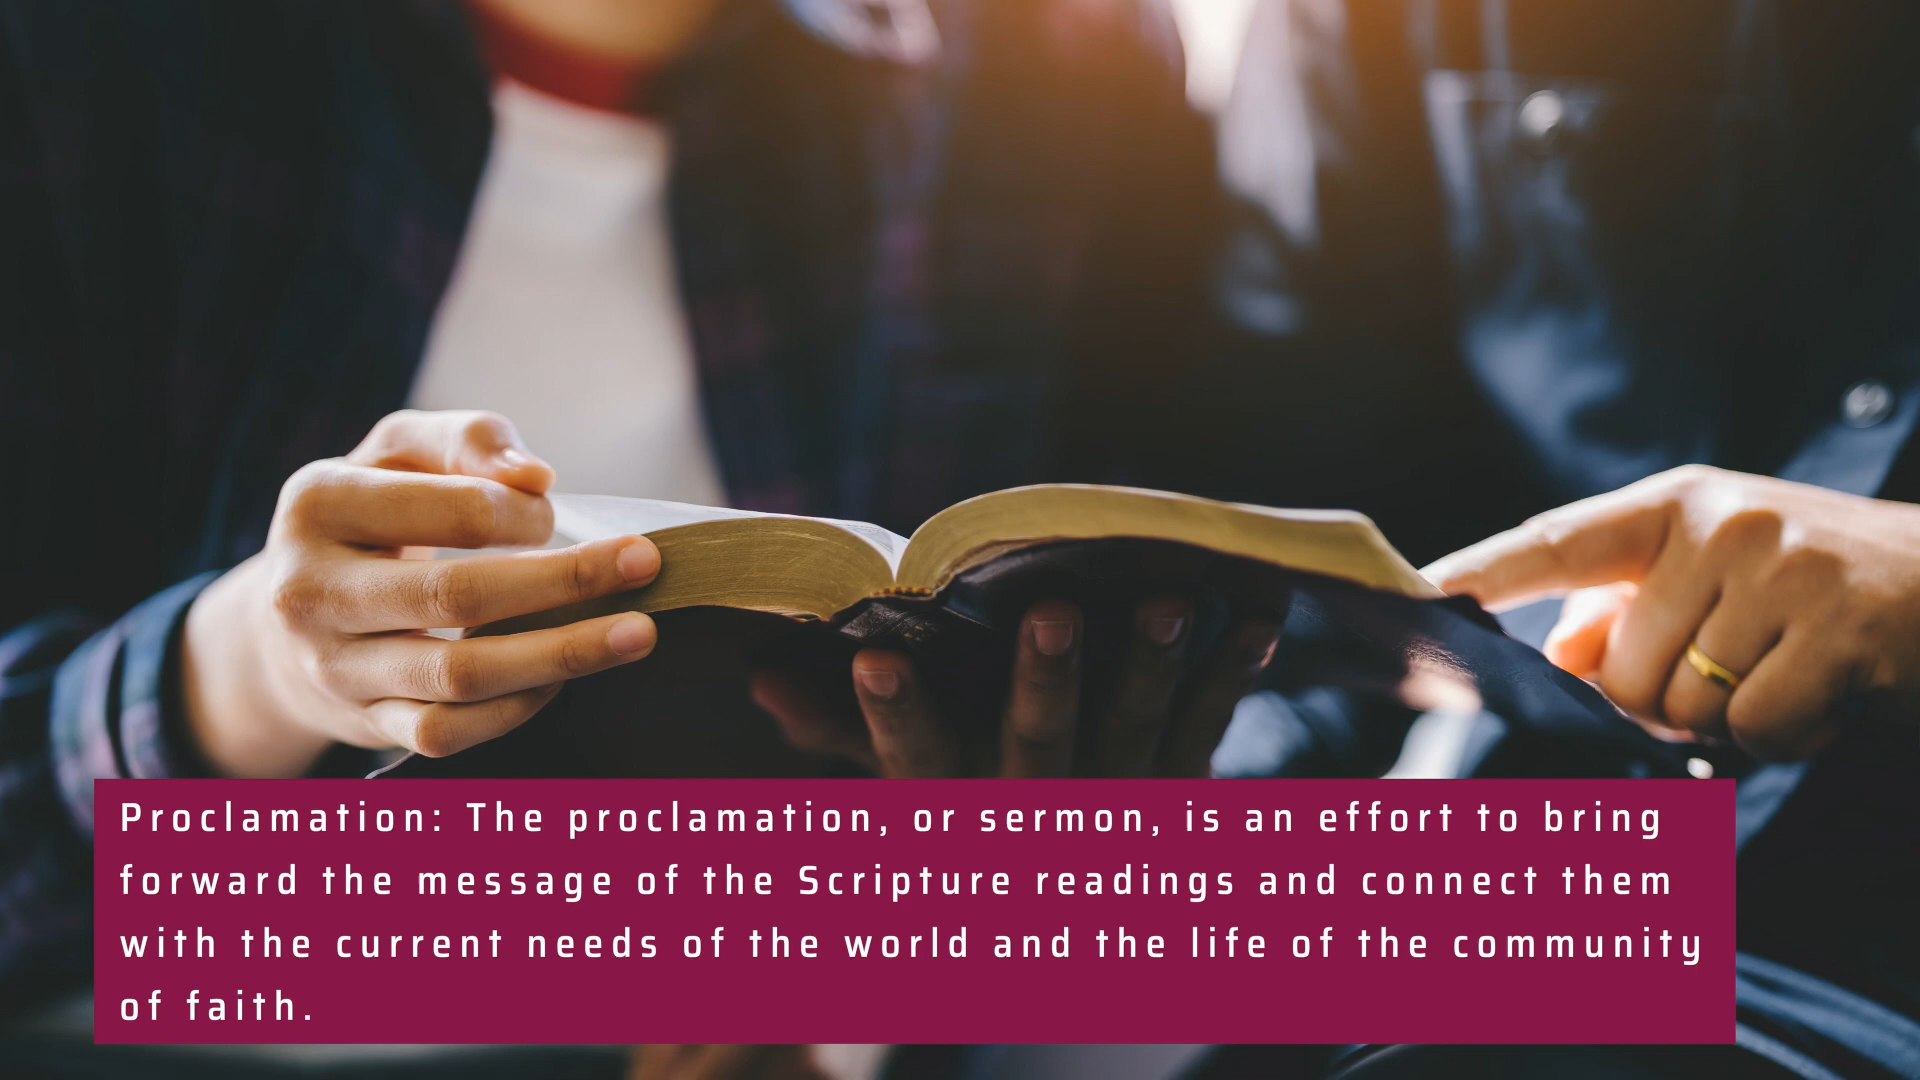 Proclamation: The proclamation, or sermon, is an effort to bring
forward the message of the Scripture readings and connect them
with the current needs of the world and the life of the community
of faith.